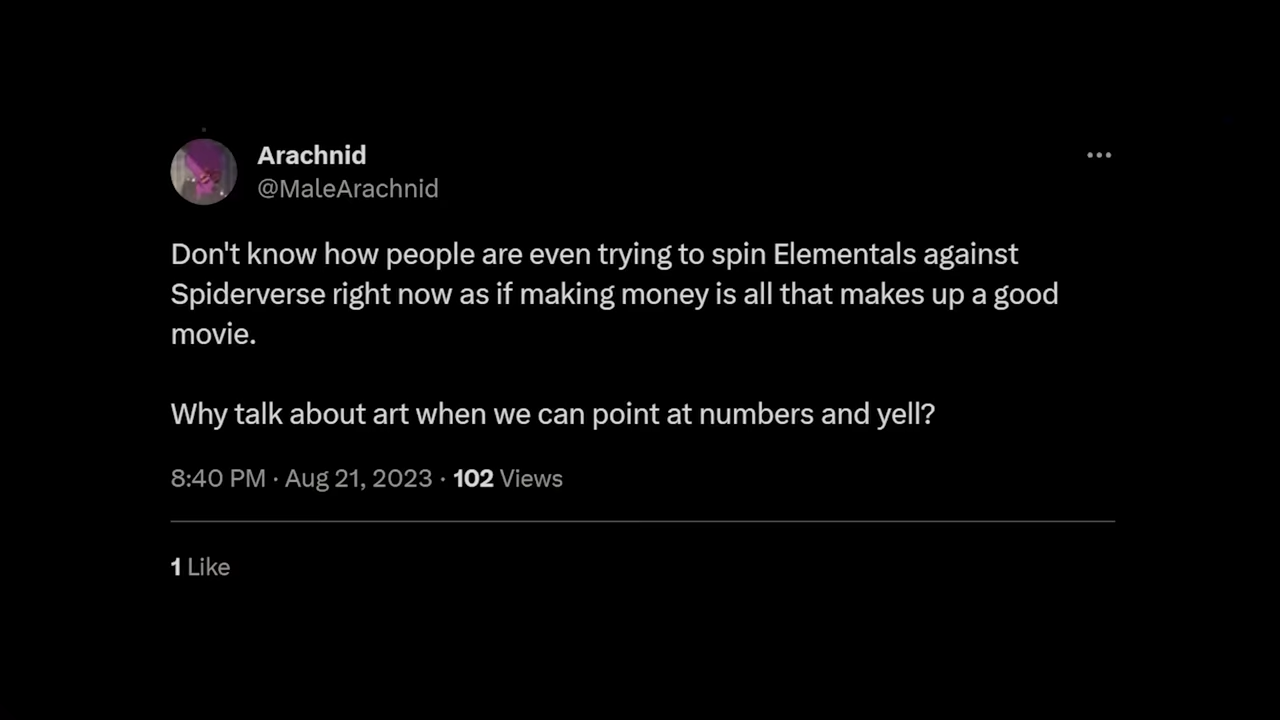 Arachnid
@MaleArachnid
Don't know how people are even trying to spin Elementals against
Spiderverse right now as if making money is all that makes up a good
movie.
Why talk about art when we can point at numbers and yell?
8:40 PM · Aug 21, 2023 · 102 Views
1 Like